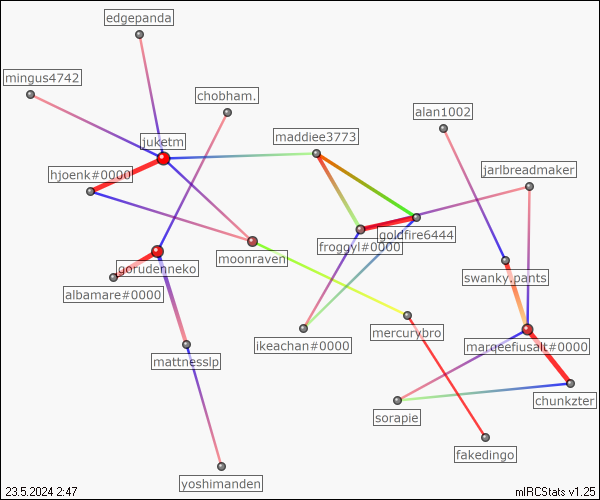 edgepanda
mingus4742
chobham.
alan1002
juketm
maddiee3773
hjoenk#0000
jarlbreadmaker
goldfire6444
froggyl#0000
moonraven
gorudenneko
swanky.pants
albamare#0000
mercurybro
ikeachan#0000
marqeefiusalt#0000
mattnesslp
chunkzter
sorapie
fakedingo
yoshimanden
23.5.2024 2:47
mIRCStats v1.25